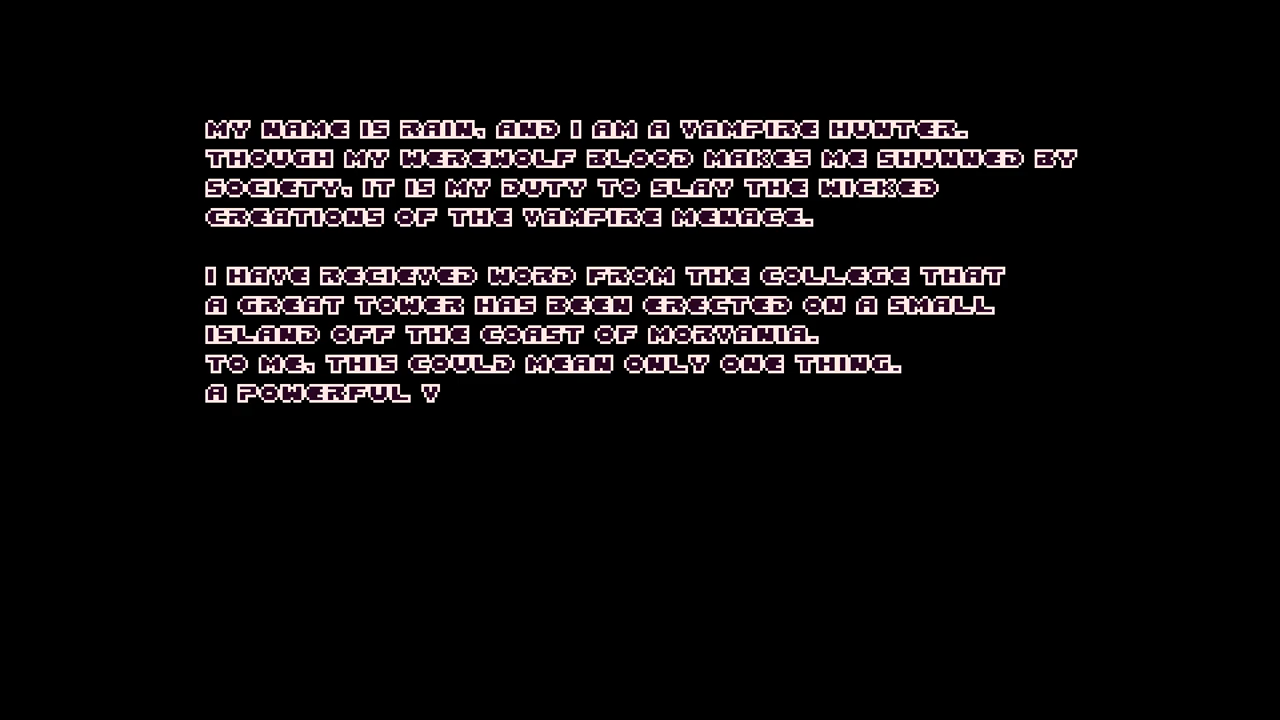 MY NAME IS RAIN, AND I AM A VAMPIRE HUNTER.
THOUGH MY WEREWOLF BLOOD MAKES ME SHUNNED BY
SOCIETY, IT IS MY DUTY TO SLAY THE WICKED
CREATIONS OF THE VAMPIRE MENACE.
I HAVE RECIEVED WORD FROM THE COLLEGE THAT
A GREAT TOWER HAS BEEN ERECTED ON A SMALL
ISLAND OFF THE COAST OF MORVANIA.
TO ME, THIS COULD MEAN ONLY ONE THING.
A POWERFUL V